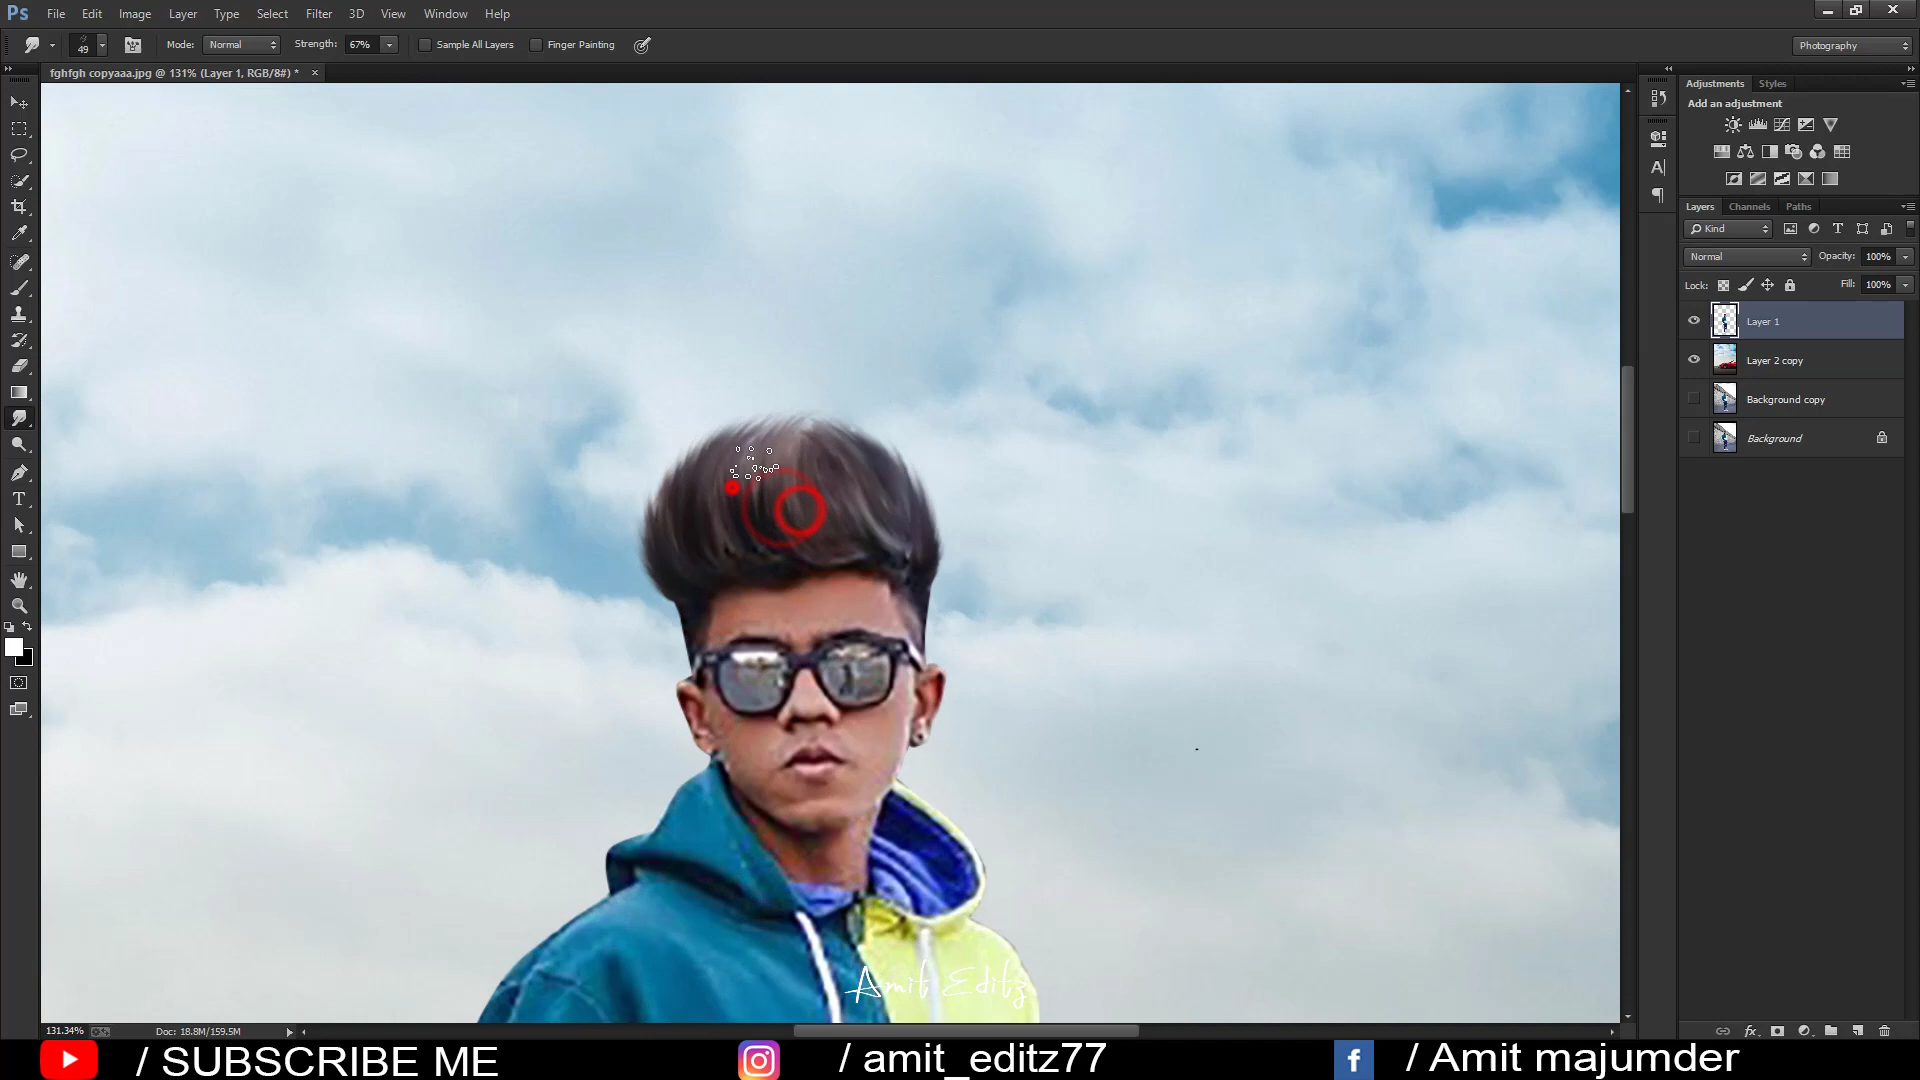 Ps File Edit Image Layer Type Select Filter 3D View Window Help
49 Mode: Normal Strength: 67% Sample All Layers Finger Painting Photography
fghfgh copyaaa.jpg @ 131% (Layer 1, RGB/8#) * ×
Adjustments Styles
Add an adjustment
Layers Channels Paths
Kind
Normal Opacity: 100%
Lock: Fill: 100%
Layer 1
Layer 2 copy
Background copy
Background
Amit Editz
131.34% Doc: 18.8M/159.5M
/ SUBSCRIBE ME / amit_editz77 / Amit majumder